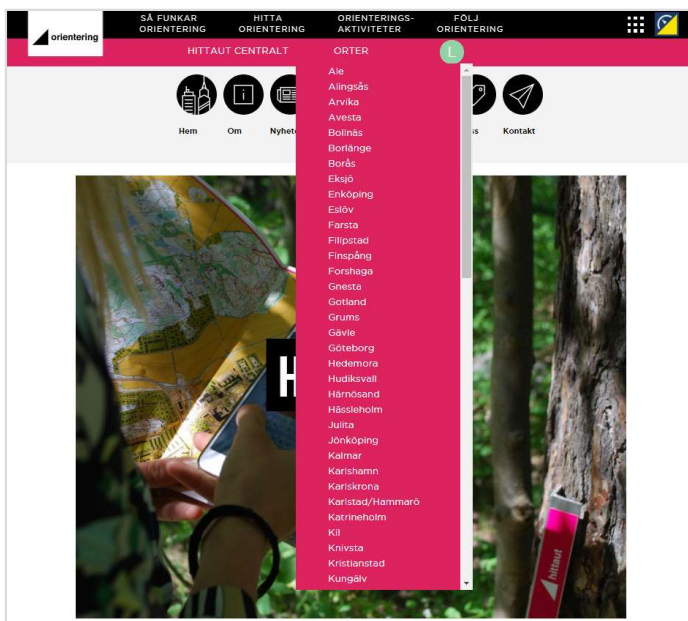 orientering
SÅ FUNKAR
ORIENTERING
HITTA
ORIENTERING
ORIENTERINGS-
AKTIVITETER
FÖLJ
ORIENTERING
HITTAUT CENTRALT
ORTER
L
Hem
Om
Kontakt
Ale
Alingsås
Arvika
Avesta
Bollnäs
Borlänge
Borås
Eksjö
Enköping
Eslöv
Farsta
Filipstad
Finspång
Forshaga
Gnesta
Gotland
Grums
Gävle
Göteborg
Hedemora
Hudiksvall
Härnösand
Hässleholm
Julita
Jönköping
Kalmar
Karlshamn
Karlskrona
Karlstad/Hammarö
Katrineholm
Kil
Knivsta
Kristianstad
Kungälv
H
hittaut